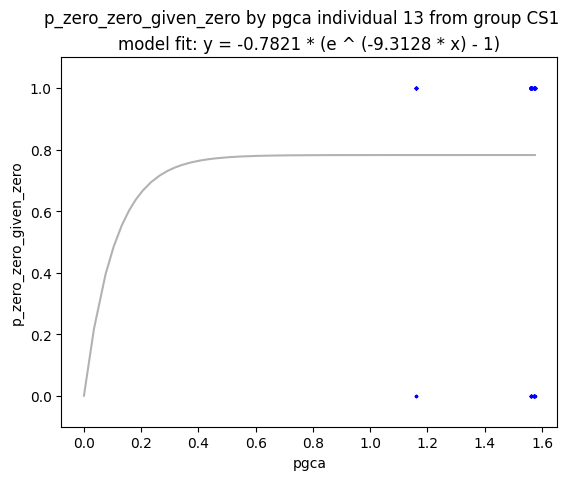 p_zero_zero_given_zero by pgca individual 13 from group CS1
model fit: y = -0.7821 * (e ^ (-9.3128 * x) - 1)
1.0
0.8
0.6
0.4
0.2
0.0
p_zero_zero_given_zero
0.0 0.2 0.4 0.6 0.8 1.0 1.2 1.4 1.6
pgca